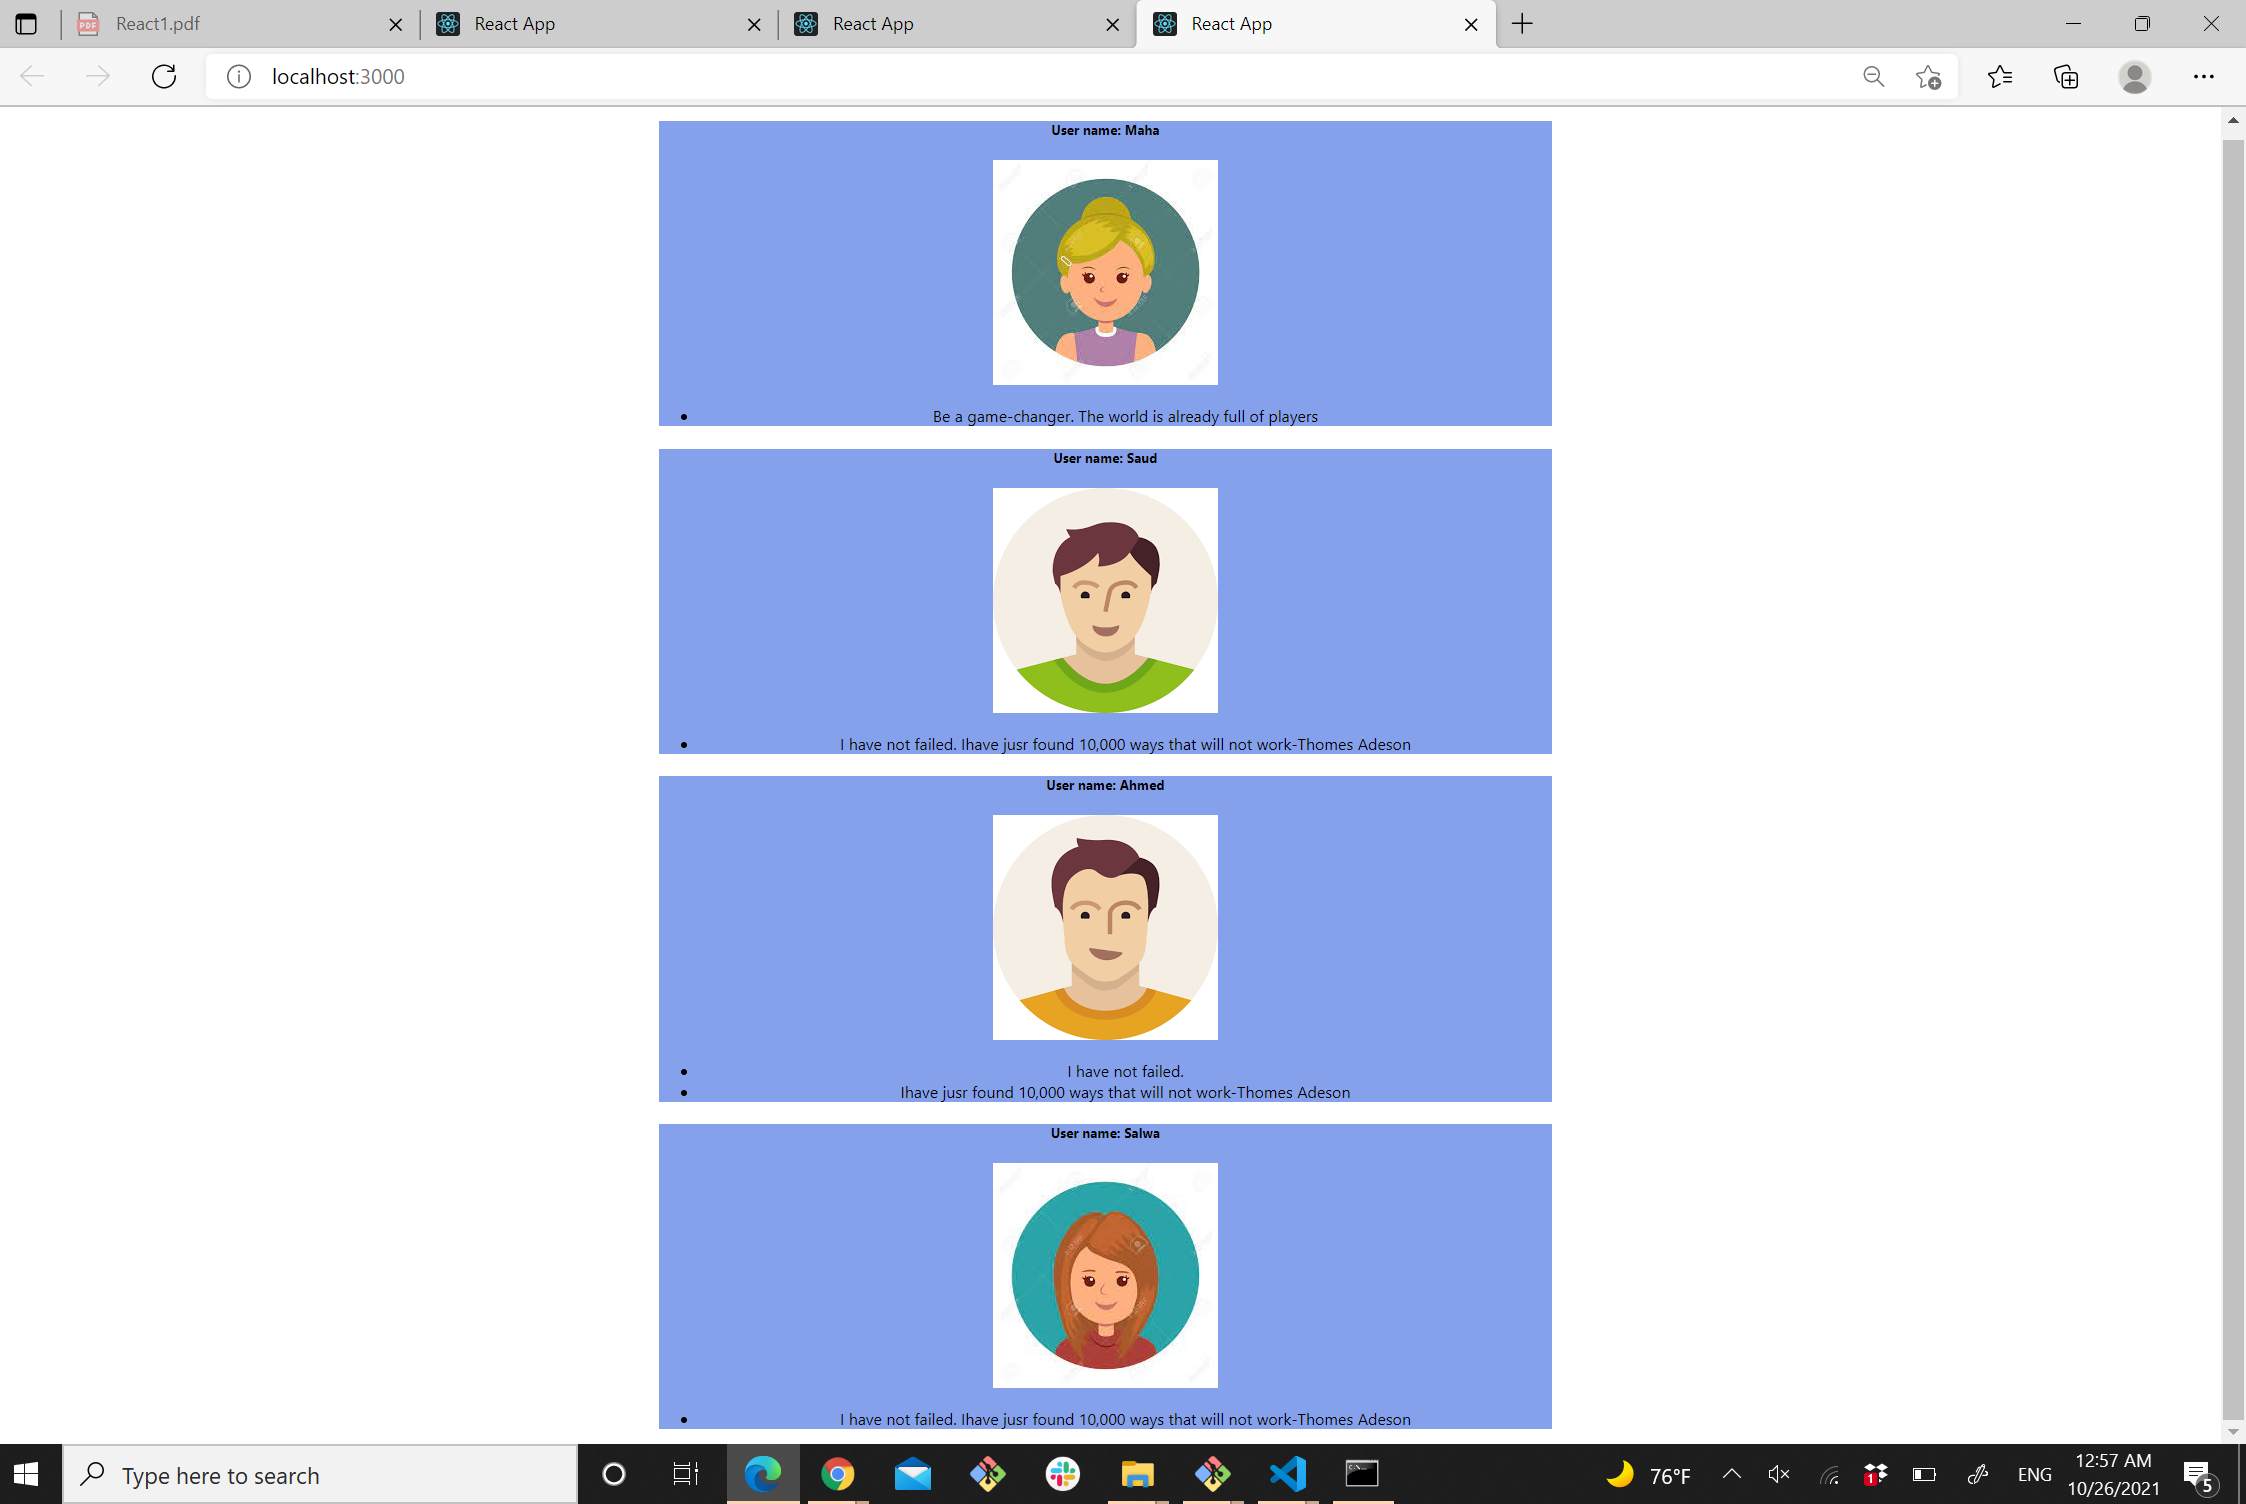 React1.pdf
React App
React App
React App
localhost:3000
User name: Maha
Be a game-changer. The world is already full of players
User name: Saud
I have not failed. Ihave jusr found 10,000 ways that will not work-Thomes Adeson
User name: Ahmed
I have not failed.
Ihave jusr found 10,000 ways that will not work-Thomes Adeson
User name: Salwa
I have not failed. Ihave jusr found 10,000 ways that will not work-Thomes Adeson
Type here to search
76°F
1
ENG
12:57 AM
10/26/2021
5